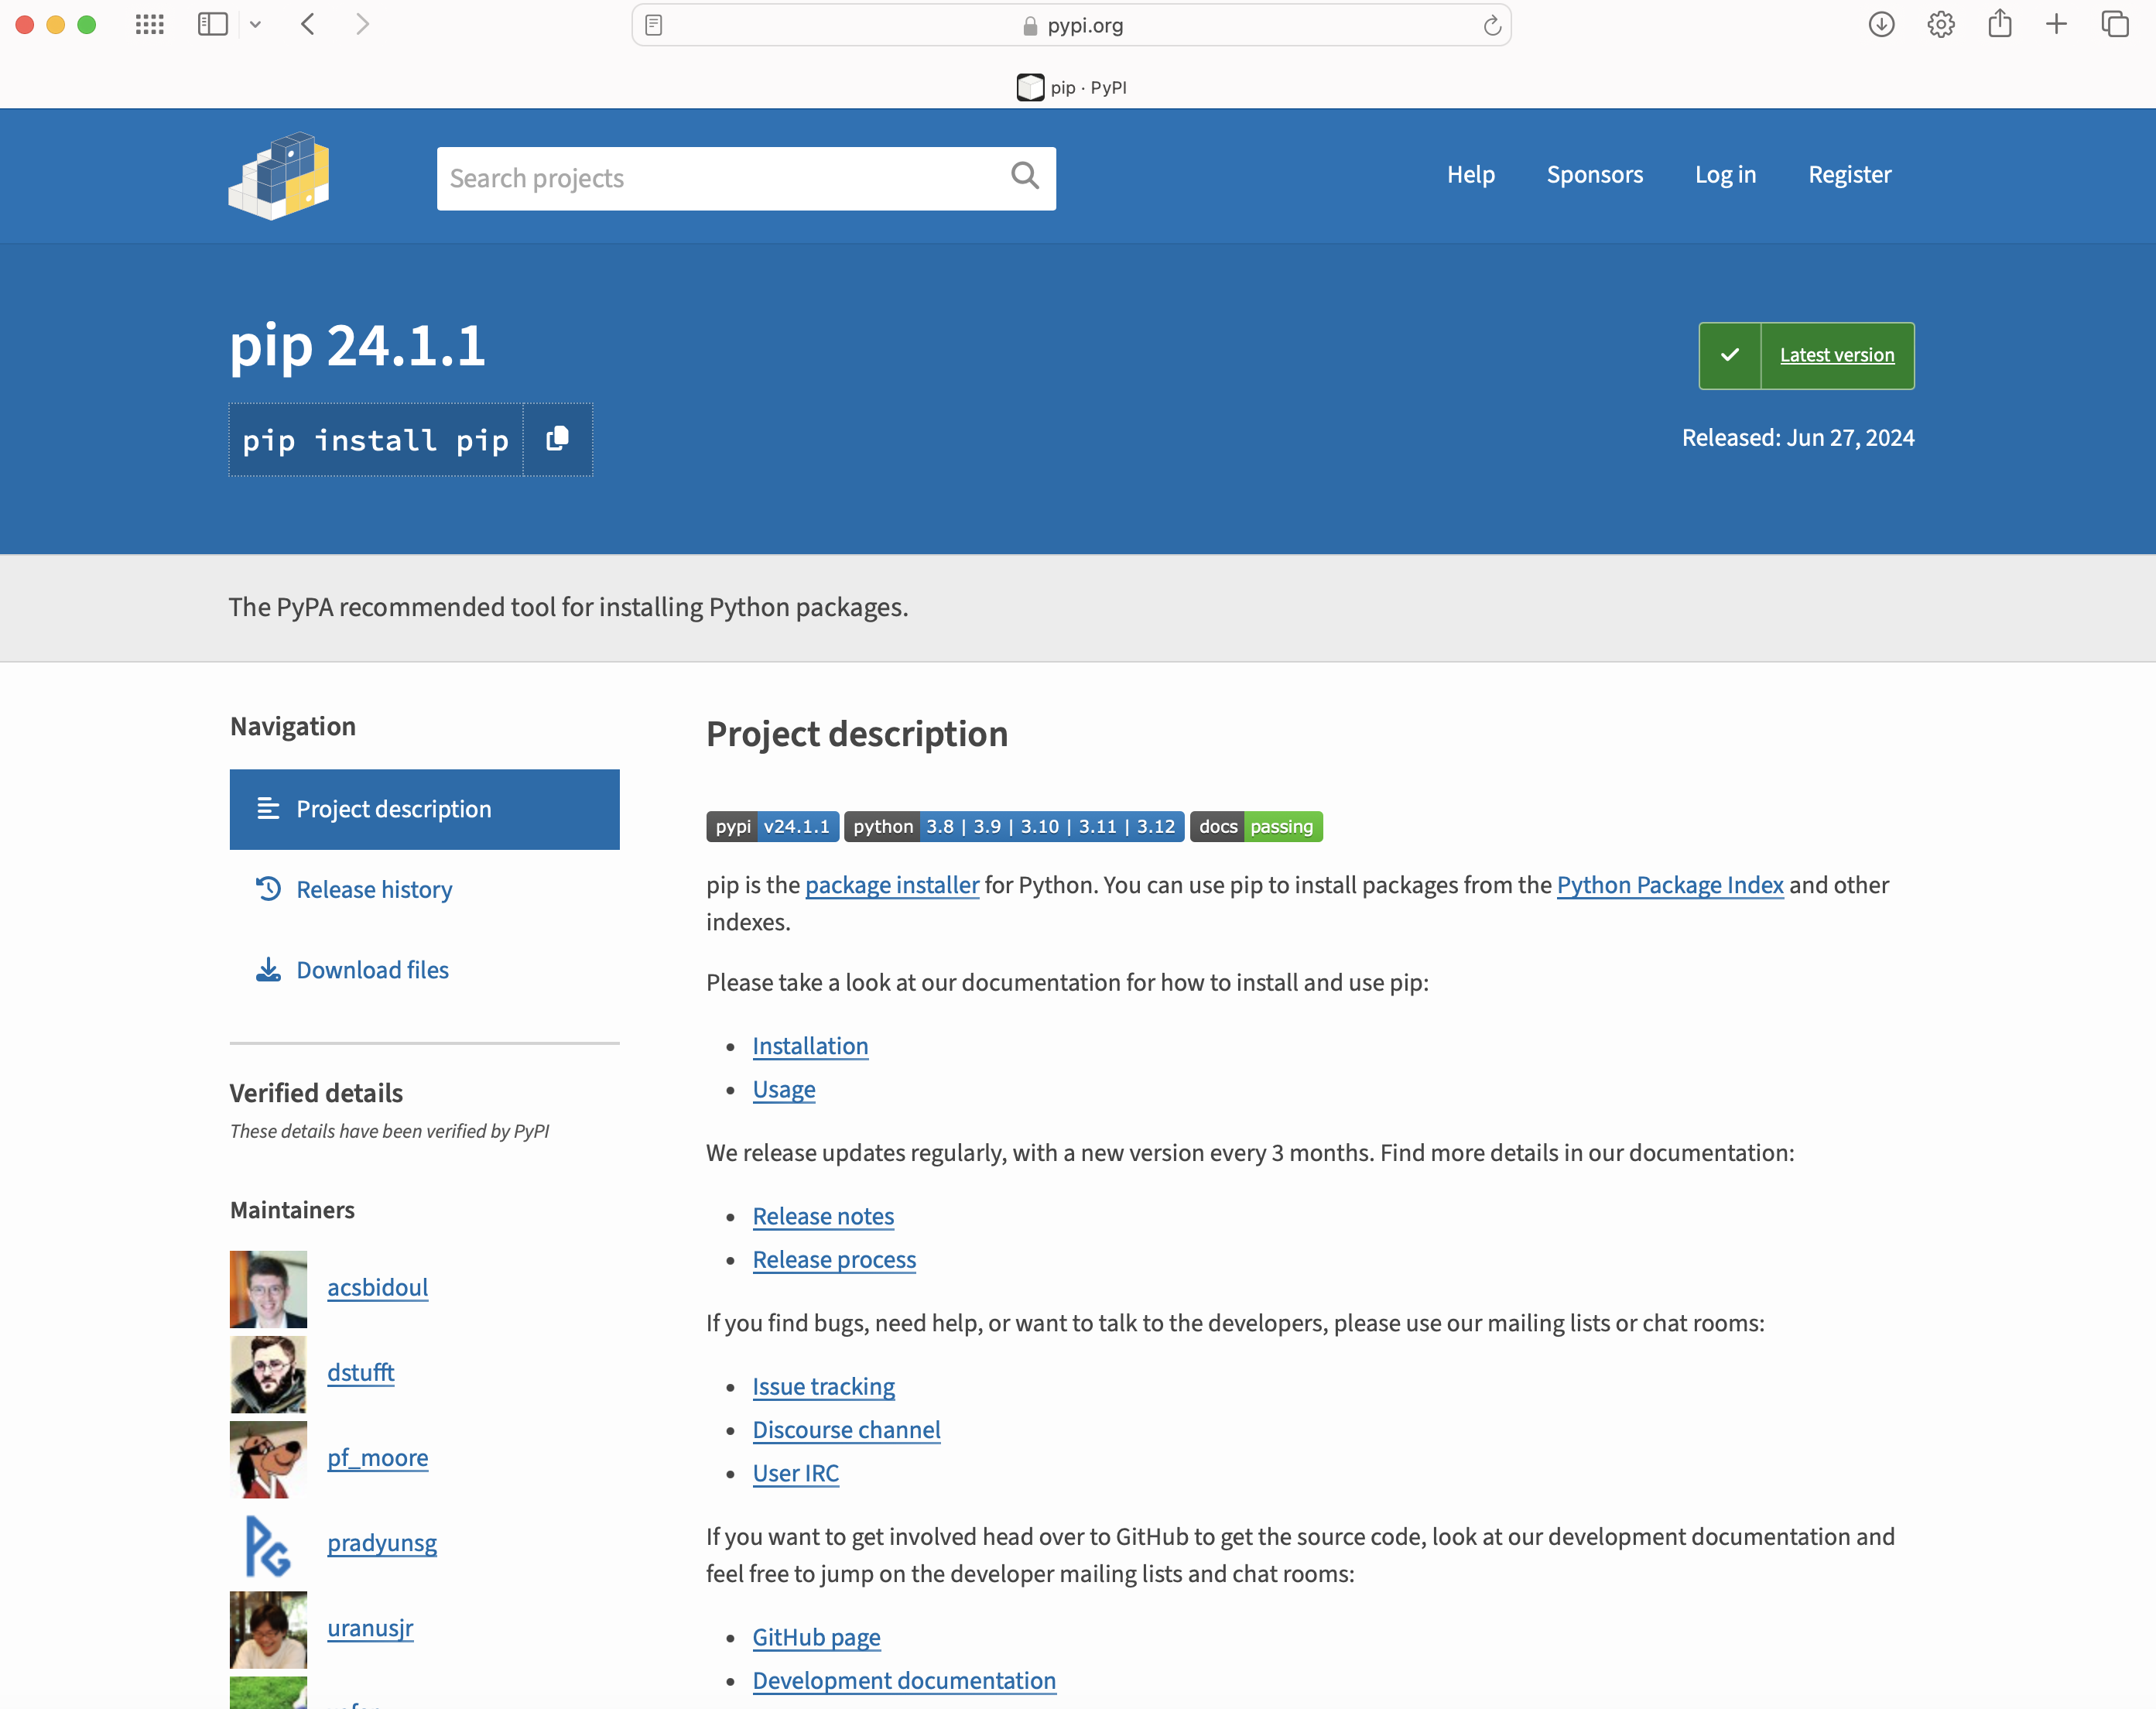 pypi.org
pip · PyPI
Search projects
Help
Sponsors
Log in
Register
pip 24.1.1
Latest version
pip install pip
Released: Jun 27, 2024
The PyPA recommended tool for installing Python packages.
Navigation
Project description
Release history
Download files
Verified details
These details have been verified by PyPI
Maintainers
acsbidoul
dstufft
pf_moore
pradyunsg
uranusjr
Project description
pypi v24.1.1 python 3.8 | 3.9 | 3.10 | 3.11 | 3.12 docs passing
pip is the package installer for Python. You can use pip to install packages from the Python Package Index and other
indexes.
Please take a look at our documentation for how to install and use pip:
Installation
Usage
We release updates regularly, with a new version every 3 months. Find more details in our documentation:
Release notes
Release process
If you find bugs, need help, or want to talk to the developers, please use our mailing lists or chat rooms:
Issue tracking
Discourse channel
User IRC
If you want to get involved head over to GitHub to get the source code, look at our development documentation and
feel free to jump on the developer mailing lists and chat rooms:
GitHub page
Development documentation